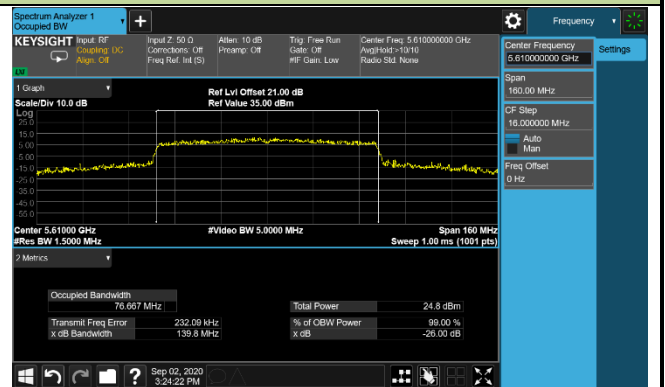 Spectrum Analyzer 1
Occupied BW
Frequency
KEYSIGHT
Input: RF
Coupling: DC
Align: Off
Input Z: 50 Ω
Corrections: Off
Freq Ref: Int (S)
Atten: 10 dB
Preamp: Off
Trig: Free Run
Gate: Off
#IF Gain: Low
Center Freq: 5.610000000 GHz
Avg|Hold:>10/10
Radio Std: None
Center Frequency
5.610000000 GHz
Settings
Span
160.00 MHz
CF Step
16.000000 MHz
Auto
Man
Freq Offset
0 Hz
1 Graph
Scale/Div 10.0 dB
Ref Lvl Offset 21.00 dB
Ref Value 35.00 dBm
Log
25.0
15.0
5.00
-5.00
-15.0
-25.0
-35.0
-45.0
-55.0
Center 5.61000 GHz
#Video BW 5.0000 MHz
Span 160 MHz
#Res BW 1.5000 MHz
Sweep 1.00 ms (1001 pts)
2 Metrics
Occupied Bandwidth
76.667 MHz
Total Power
24.8 dBm
Transmit Freq Error
232.09 kHz
% of OBW Power
99.00 %
x dB Bandwidth
139.8 MHz
x dB
-26.00 dB
?
Sep 02, 2020
3:24:22 PM